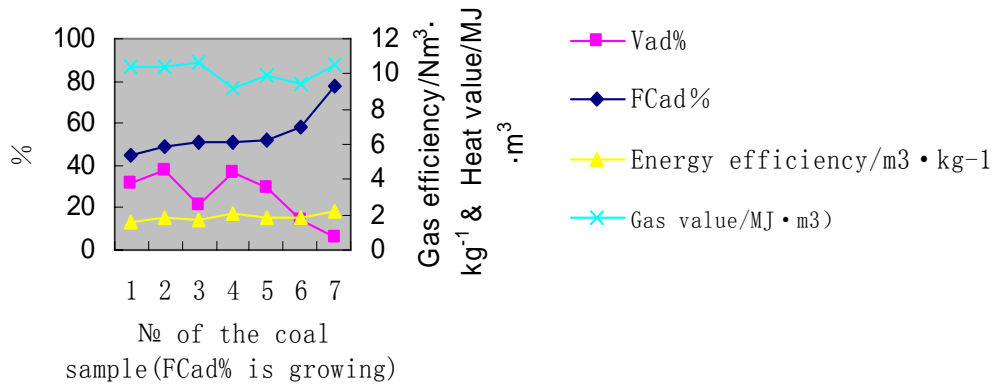 100
80
60
40
20
0
%
12
10
8
6
4
2
0
Gas efficiency/Nm³·
kg⁻¹ & Heat value/MJ
·m³
1 2 3 4 5 6 7
№ of the coal
sample(FCad% is growing)
Vad%
FCad%
Energy efficiency/m3·kg-1
Gas value/MJ·m3)